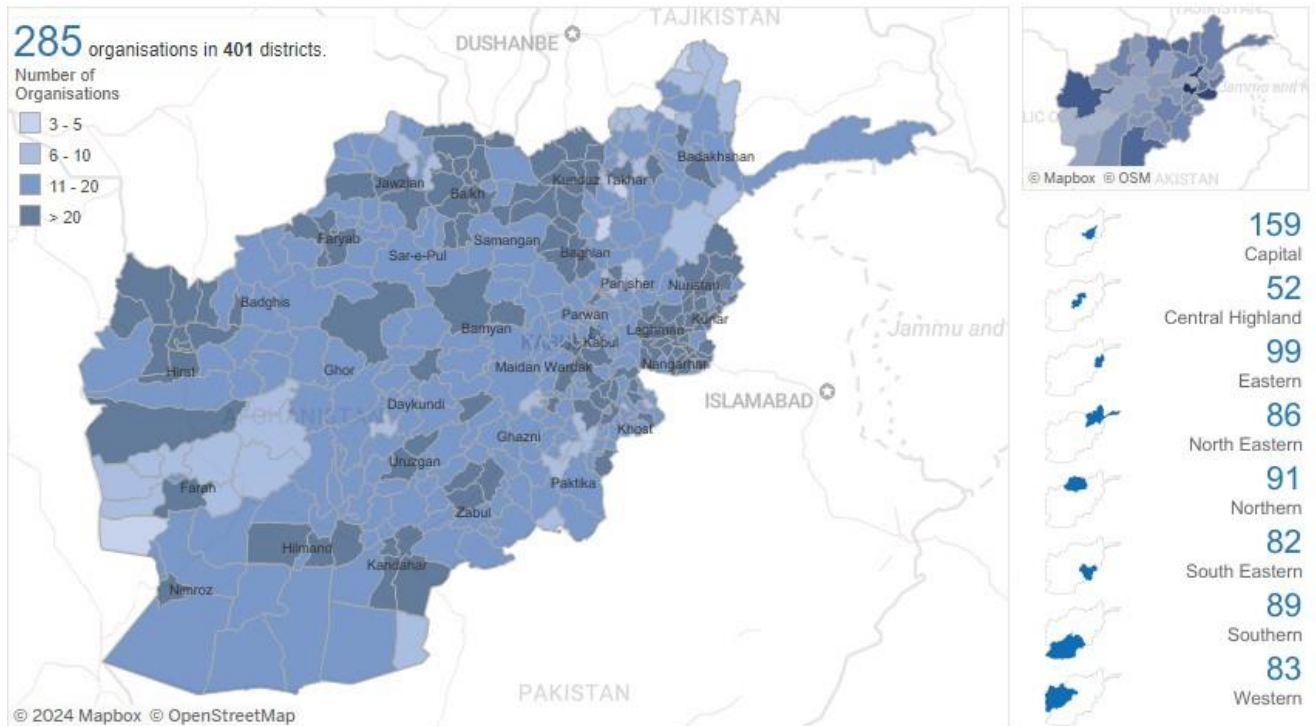 TAJIKISTAN
DUSHANBE
285 organisations in 401 districts.
Number of
Organisations
3 - 5
6 - 10
11 - 20
> 20
Badakhshan
Jawzjan
Balkh
Kunduz
Takhar
Faryab
Samangan
Sar-e-Pul
Baghlan
Panjsher
Nuristan
Badghis
Parwan
Bamyan
Kunar
Laghman
Kabul
Jammu and
Hirat
Ghor
Maidan Wardak
Nangarhar
ISLAMABAD
AFGHANISTAN
Daykundi
Ghazni
Khost
Uruzgan
Farah
Paktika
Zabul
Hilmand
Kandahar
Nimroz
PAKISTAN
© 2024 Mapbox © OpenStreetMap
Jammu and
© Mapbox © OSM
AKISTAN
159
Capital
52
Central Highland
99
Eastern
86
North Eastern
91
Northern
82
South Eastern
89
Southern
83
Western